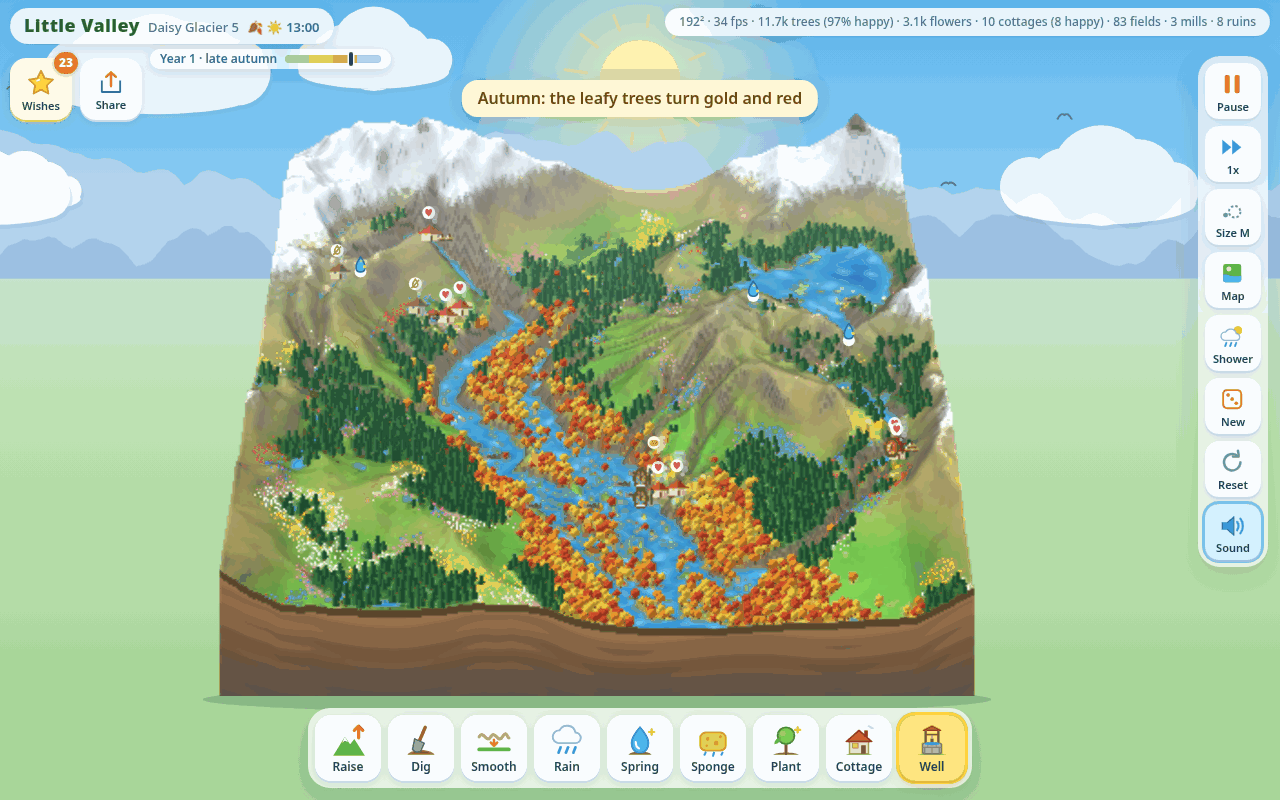 Little Valley Daisy Glacier 5 13:00
192² · 34 fps · 11.7k trees (97% happy) · 3.1k flowers · 10 cottages (8 happy) · 83 fields · 3 mills · 8 ruins
Year 1 · late autumn
23
Wishes
Share
Autumn: the leafy trees turn gold and red
Pause
1x
Size M
Map
Shower
New
Reset
Sound
Raise
Dig
Smooth
Rain
Spring
Sponge
Plant
Cottage
Well